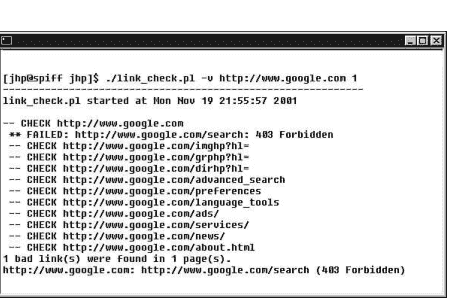 [jhp@spiff jhp]$ ./link_check.pl -v http://www.google.com 1
------------------------------------------------------------
link_check.pl started at Mon Nov 19 21:55:57 2001
-- CHECK http://www.google.com
** FAILED: http://www.google.com/search: 403 Forbidden
-- CHECK http://www.google.com/imghp?hl=
-- CHECK http://www.google.com/grphp?hl=
-- CHECK http://www.google.com/dirhp?hl=
-- CHECK http://www.google.com/advanced_search
-- CHECK http://www.google.com/preferences
-- CHECK http://www.google.com/language_tools
-- CHECK http://www.google.com/ads/
-- CHECK http://www.google.com/services/
-- CHECK http://www.google.com/news/
-- CHECK http://www.google.com/about.html
1 bad link(s) were found in 1 page(s).
http://www.google.com: http://www.google.com/search (403 Forbidden)